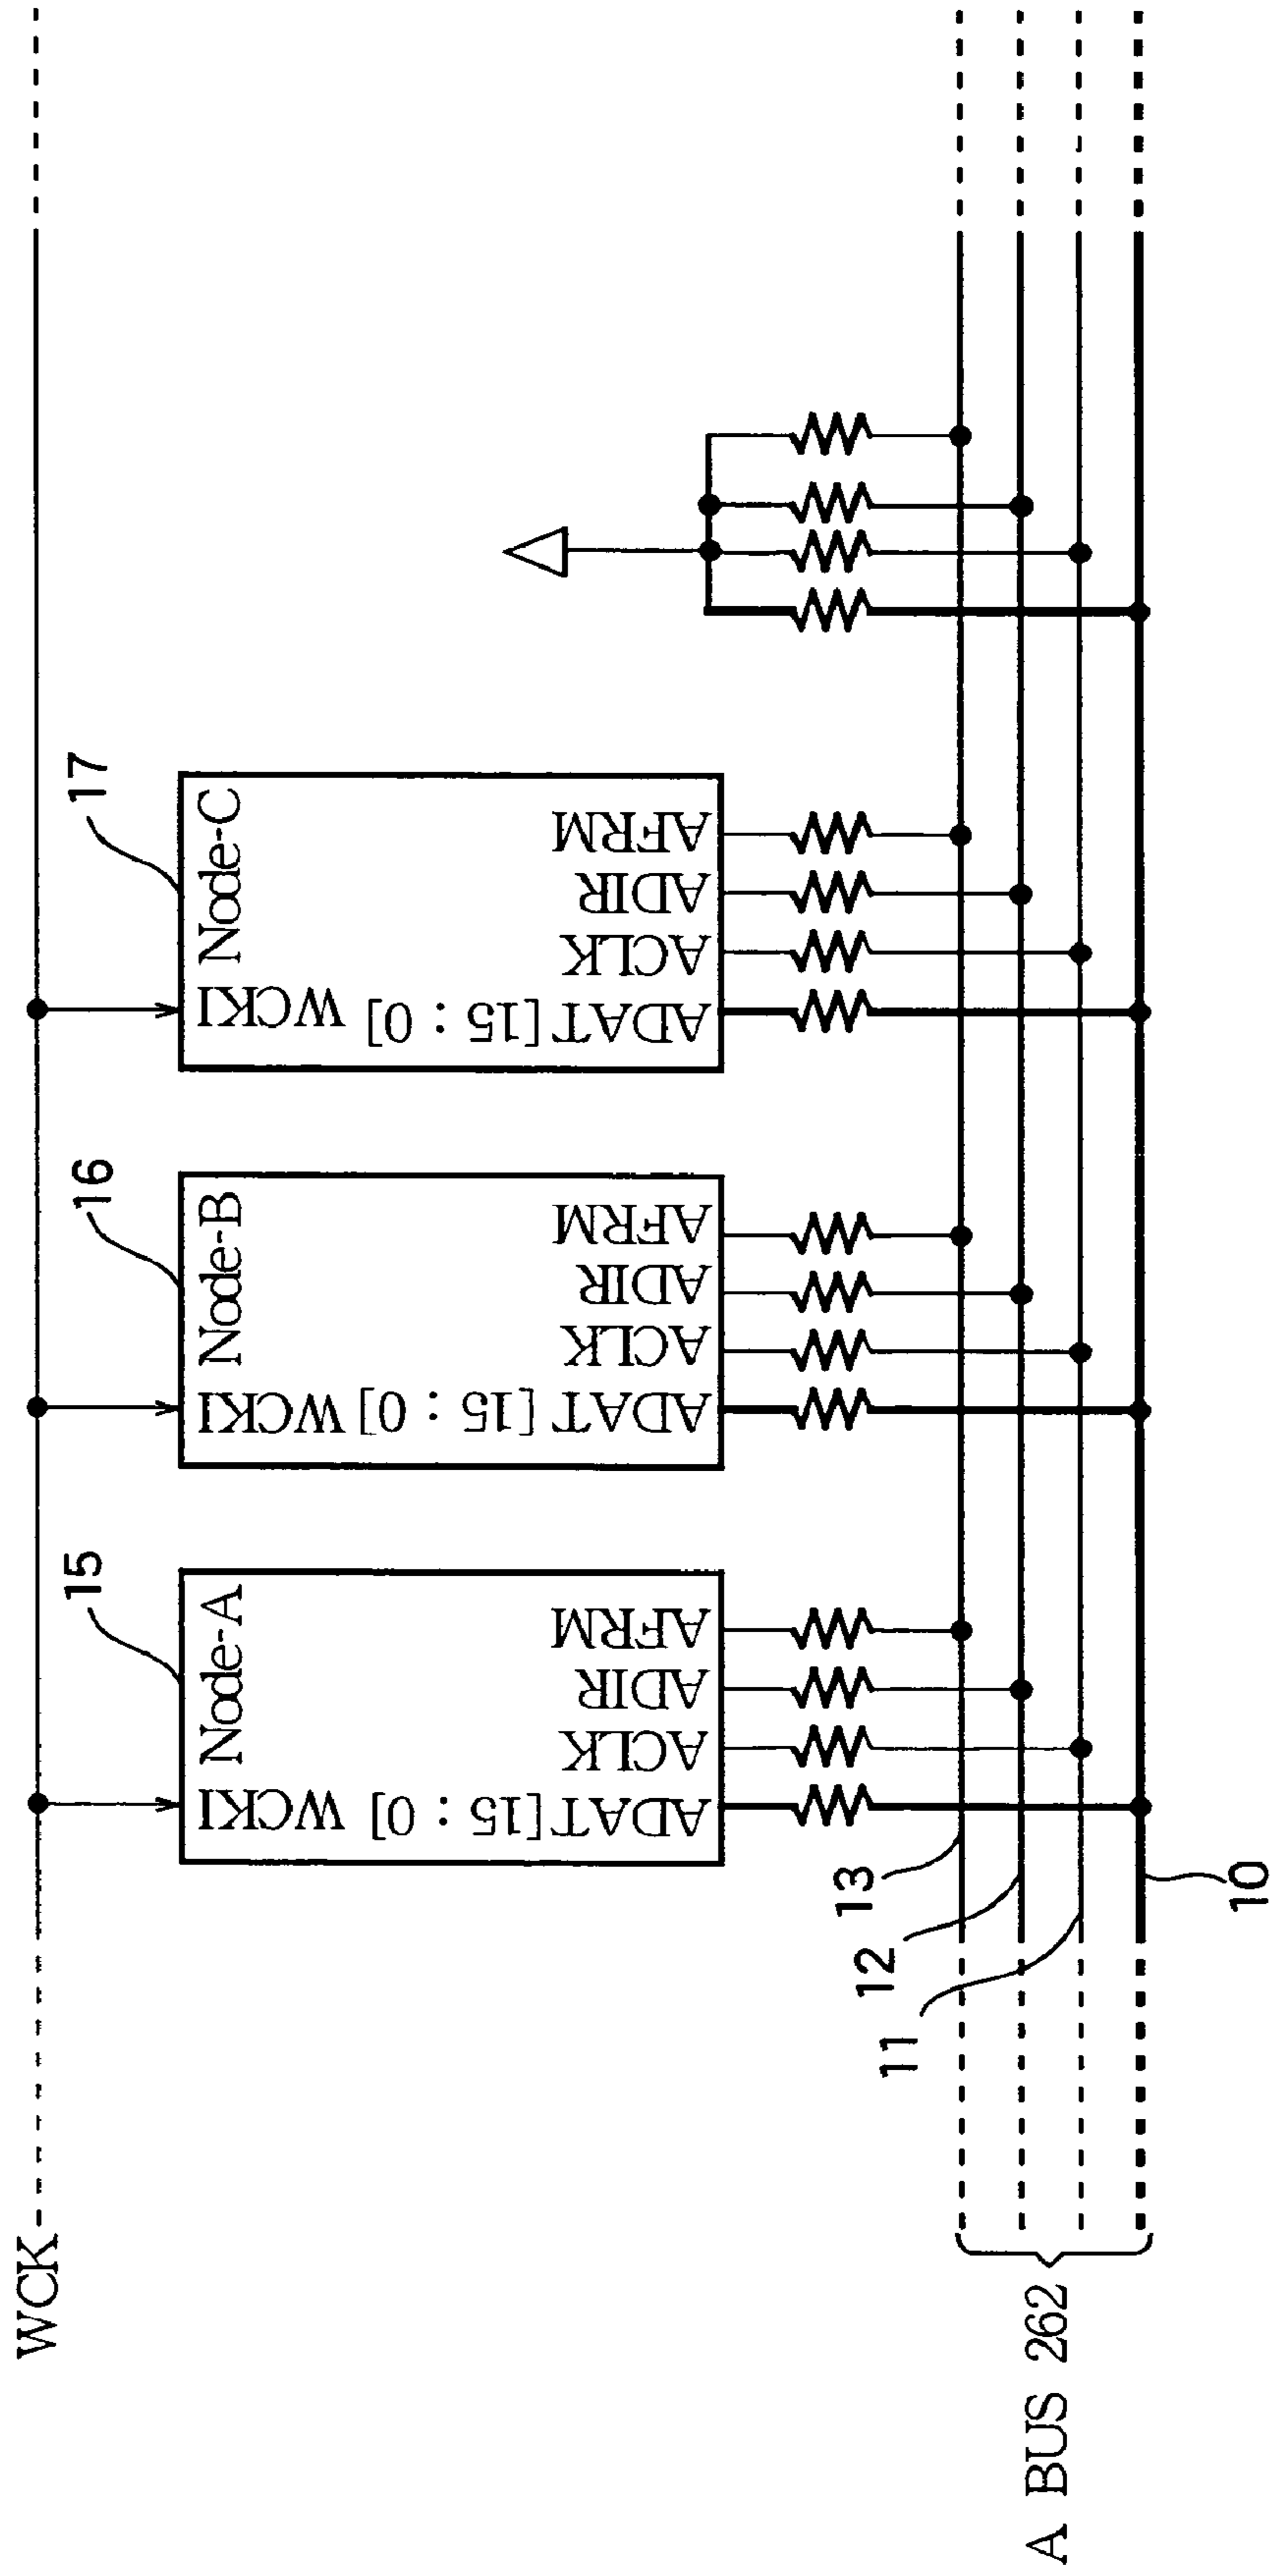 WCK
15
16
17
Node-A
WCKI
ADAT[15 : 0]
ACLK
ADIR
AFRM
Node-B
WCKI
ADAT[15 : 0]
ACLK
ADIR
AFRM
Node-C
WCKI
ADAT[15 : 0]
ACLK
ADIR
AFRM
13
12
11
10
A BUS 262